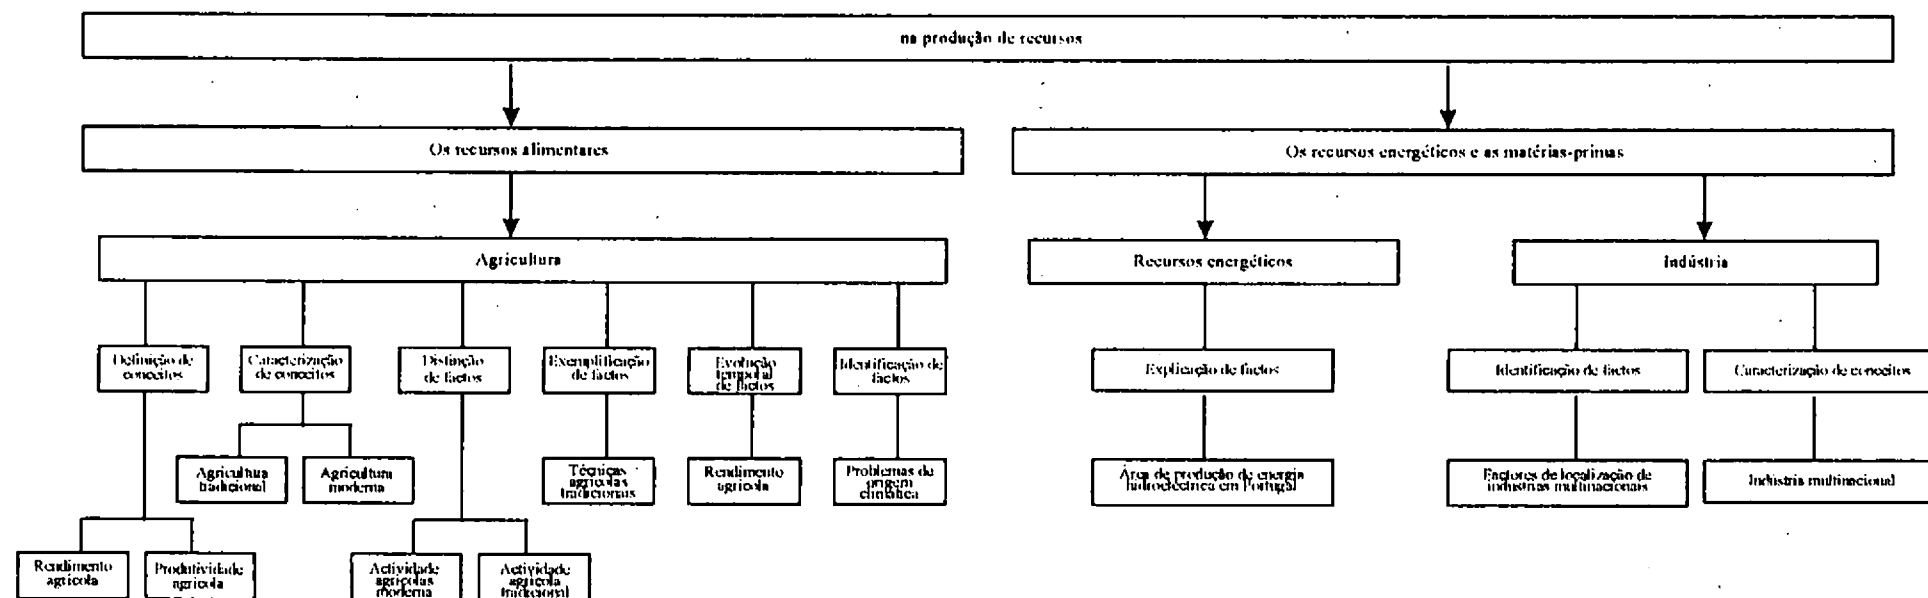 na produção de recursos
Os recursos alimentares
Os recursos energéticos e as matérias-primas
Agricultura
Recursos energéticos
Indústria
Definição de
conceitos
Caracterização
de conceitos
Distinção
de factos
Exemplificação
de factos
Evolução
temporal
de factos
Identificação de
factos
Explicação de factos
Identificação de factos
Caracterização de conceitos
Agricultura
tradicional
Agricultura
moderna
Técnicas
agrícolas
tradicionais
Rendimento
agrícola
Problemas de
origem
climática
Área de produção de energia
hidroeléctrica em Portugal
Factores de localização de
indústrias multinacionais
Indústria multinacional
Rendimento
agrícola
Produtividade
agrícola
Actividade
agrícolas
moderna
Actividade
agrícola
tradicional